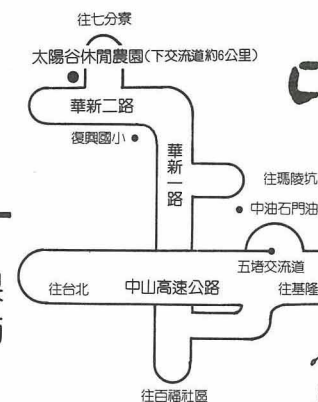 往七分寮
太陽谷休閒農園(下交流道約6公里)
華新二路
復興國小
華新一路
往瑪陵坑
中油石門油
五堵交流道
往台北
中山高速公路
往基隆
往百福社區